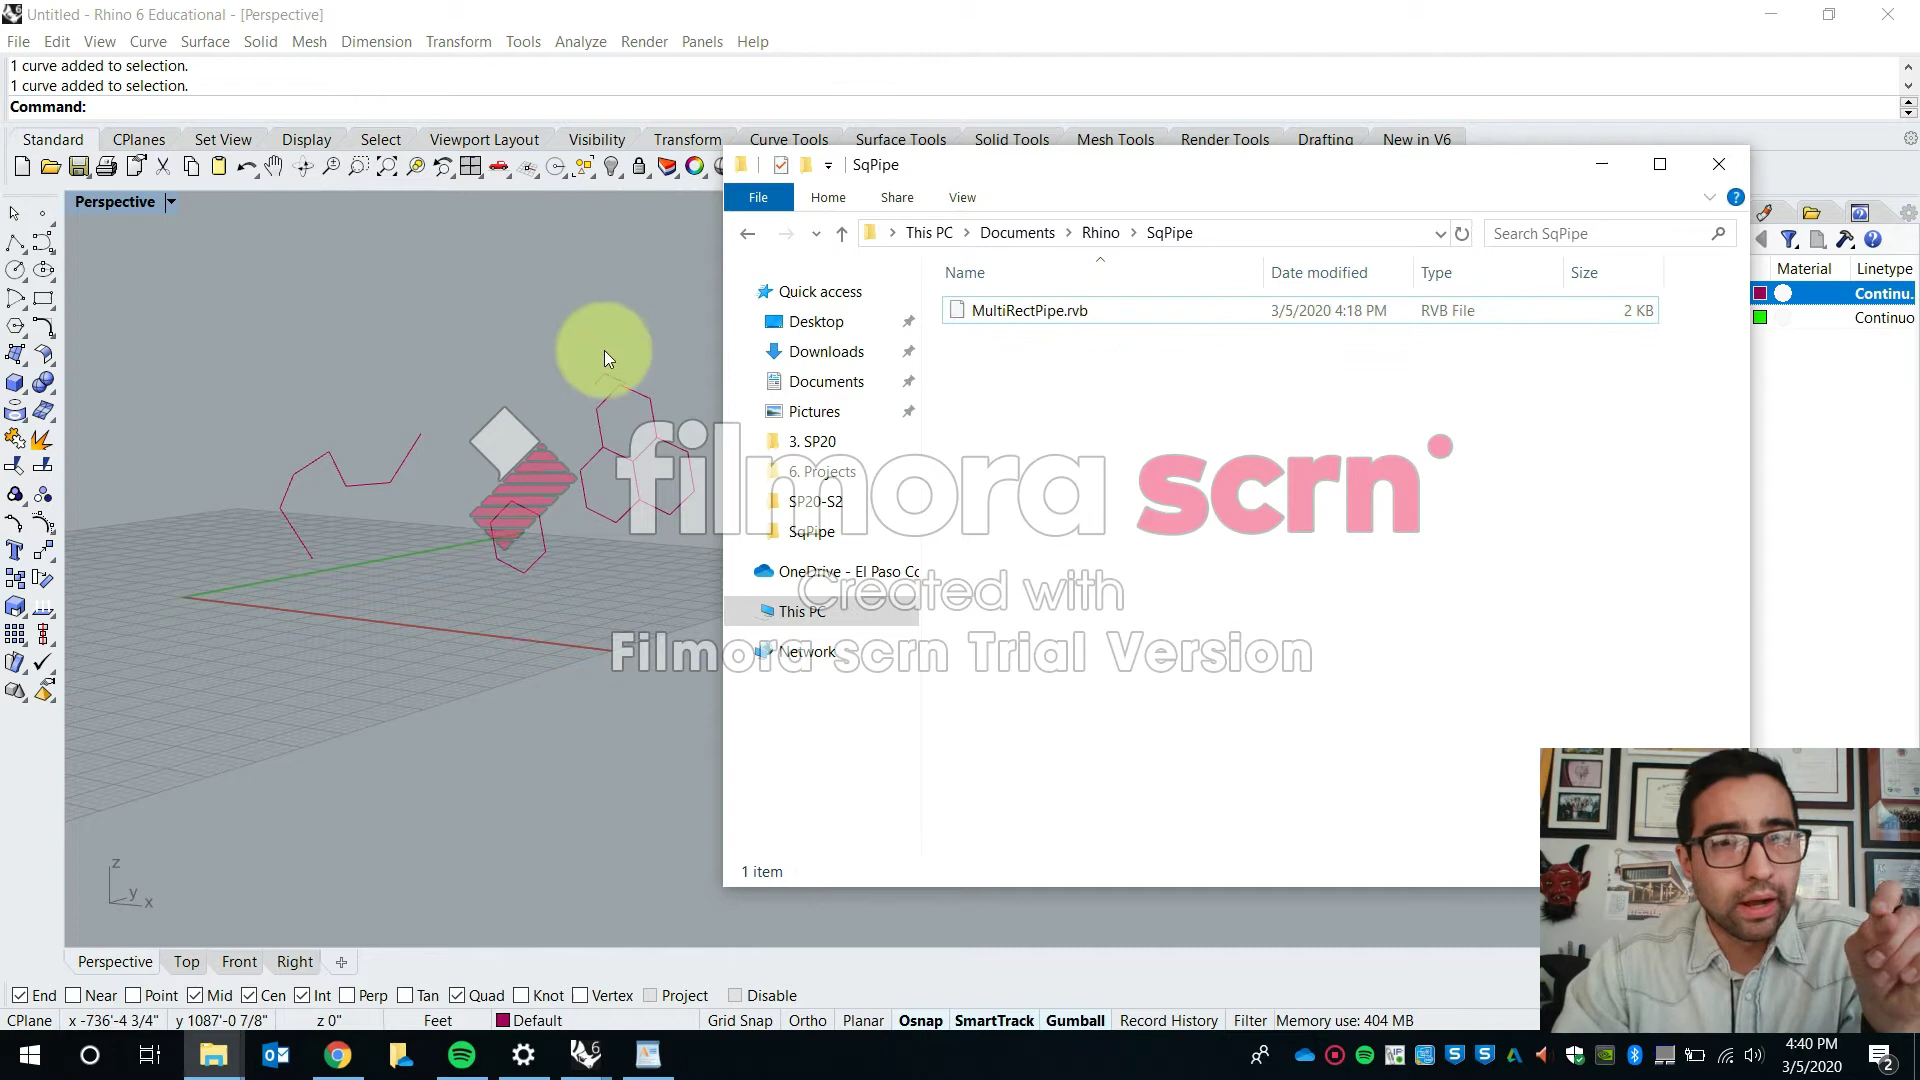 Untitled - Rhino 6 Educational - [Perspective]
File Edit View Curve Surface Solid Mesh Dimension Transform Tools Analyze Render Panels Help
1 curve added to selection.
1 curve added to selection.
Command:
Standard CPlanes Set View Display Select Viewport Layout Visibility Transform Curve Tools Surface Tools Solid Tools Mesh Tools Render Tools Drafting New in V6
SqPipe
Perspective
File Home Share View
This PC > Documents > Rhino > SqPipe
Search SqPipe
Name Date modified Type Size
Material Linetype
MultiRectPipe.rvb 3/5/2020 4:18 PM RVB File 2 KB
Continu.
Continuo
Quick access
Desktop
Downloads
Documents
Pictures
3. SP20
6. Projects
SP20-S2
SqPipe
OneDrive - El Paso Cc
This PC
Network
filmora scrn
Created with
Filmora scrn Trial Version
1 item
z
y
x
Perspective Top Front Right
End Near Point Mid Cen Int Perp Tan Quad Knot Vertex Project Disable
CPlane x -736'-4 3/4" y 1087'-0 7/8" z 0" Feet Default Grid Snap Ortho Planar Osnap SmartTrack Gumball Record History Filter Memory use: 404 MB
4:40 PM
3/5/2020
2